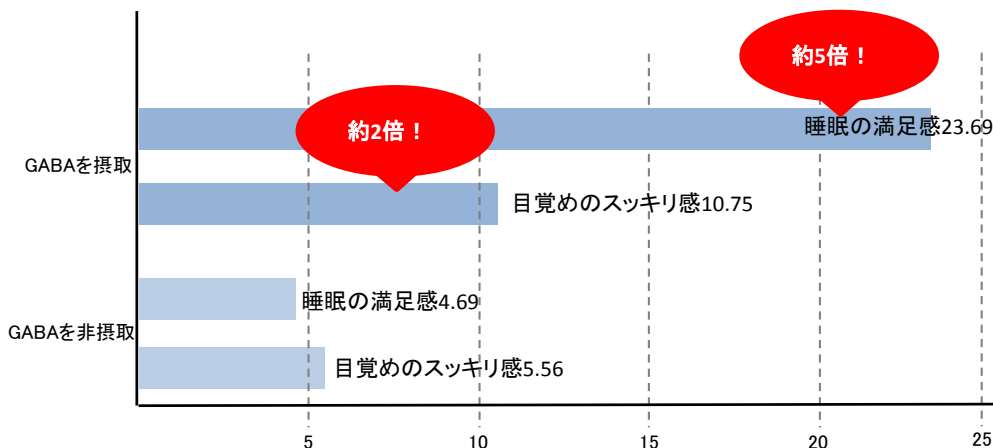 約5倍！
睡眠の満足感23.69
約2倍！
GABAを摂取
目覚めのスッキリ感10.75
睡眠の満足感4.69
GABAを非摂取
目覚めのスッキリ感5.56
5
10
15
20
25